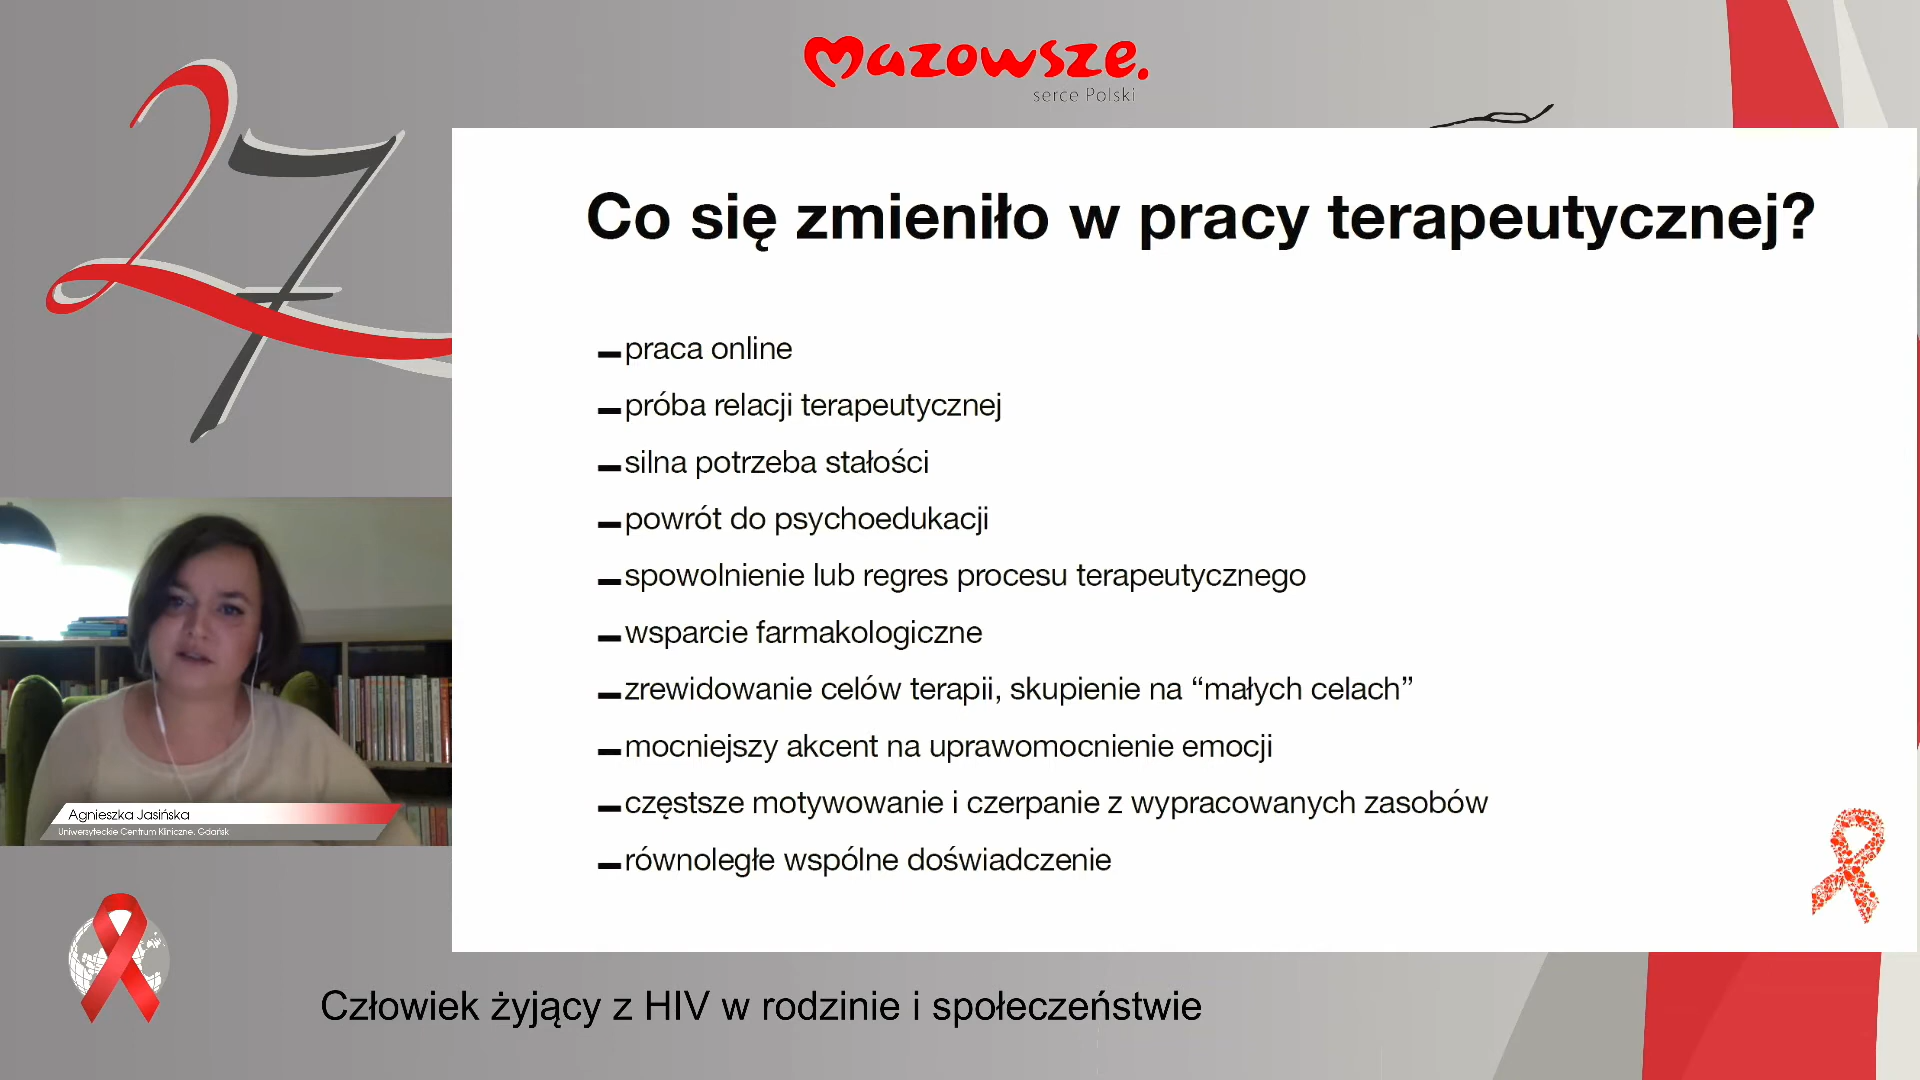 27
Mazowsze.
serce Polski
Co się zmieniło w pracy terapeutycznej?
praca online
próba relacji terapeutycznej
silna potrzeba stałości
powrót do psychoedukacji
spowolnienie lub regres procesu terapeutycznego
wsparcie farmakologiczne
zrewidowanie celów terapii, skupienie na “małych celach”
mocniejszy akcent na uprawomocnienie emocji
częstsze motywowanie i czerpanie z wypracowanych zasobów
równoległe wspólne doświadczenie
Agnieszka Jasińska
Uniwersyteckie Centrum Kliniczne, Gdańsk
Człowiek żyjący z HIV w rodzinie i społeczeństwie